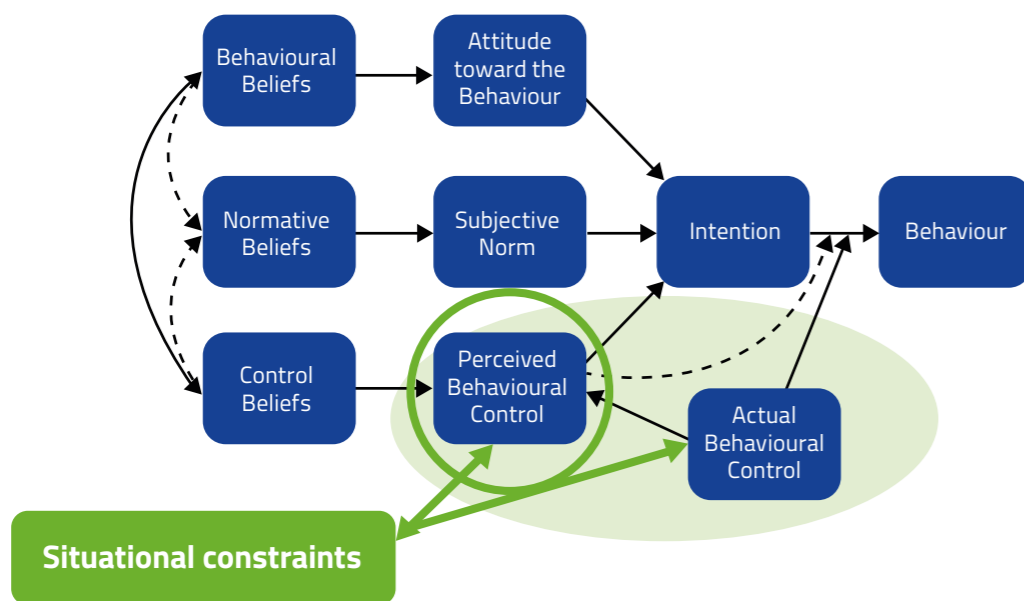 Behavioural
Beliefs
Attitude
toward the
Behaviour
Normative
Beliefs
Subjective
Norm
Intention
Behaviour
Control
Beliefs
Perceived
Behavioural
Control
Actual
Behavioural
Control
Situational constraints